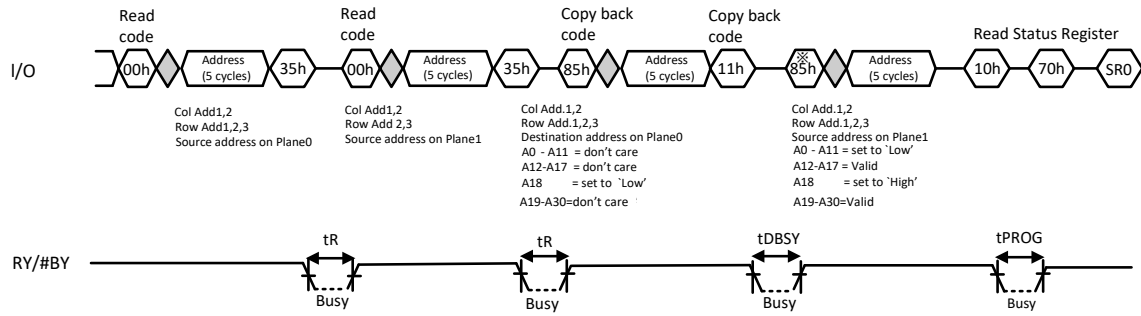 Read code
Read code
Copy back code
Copy back code
Read Status Register
I/O
00h
Address (5 cycles)
35h
00h
Address (5 cycles)
35h
85h
Address (5 cycles)
11h
※
85h
Address (5 cycles)
10h
70h
SR0
Col Add1,2
Row Add1,2,3
Source address on Plane0
Col Add1,2
Row Add 2,3
Source address on Plane1
Col Add.1,2
Row Add.1,2,3
Destination address on Plane0
A0 - A11 = don't care
A12-A17 = don't care
A18 = set to `Low'
A19-A30=don't care
Col Add.1,2
Row Add.1,2,3
Source address on Plane1
A0 - A11 = set to `Low'
A12-A17 = Valid
A18 = set to `High'
A19-A30=Valid
RY/#BY
tR
Busy
tR
Busy
tDBSY
Busy
tPROG
Busy